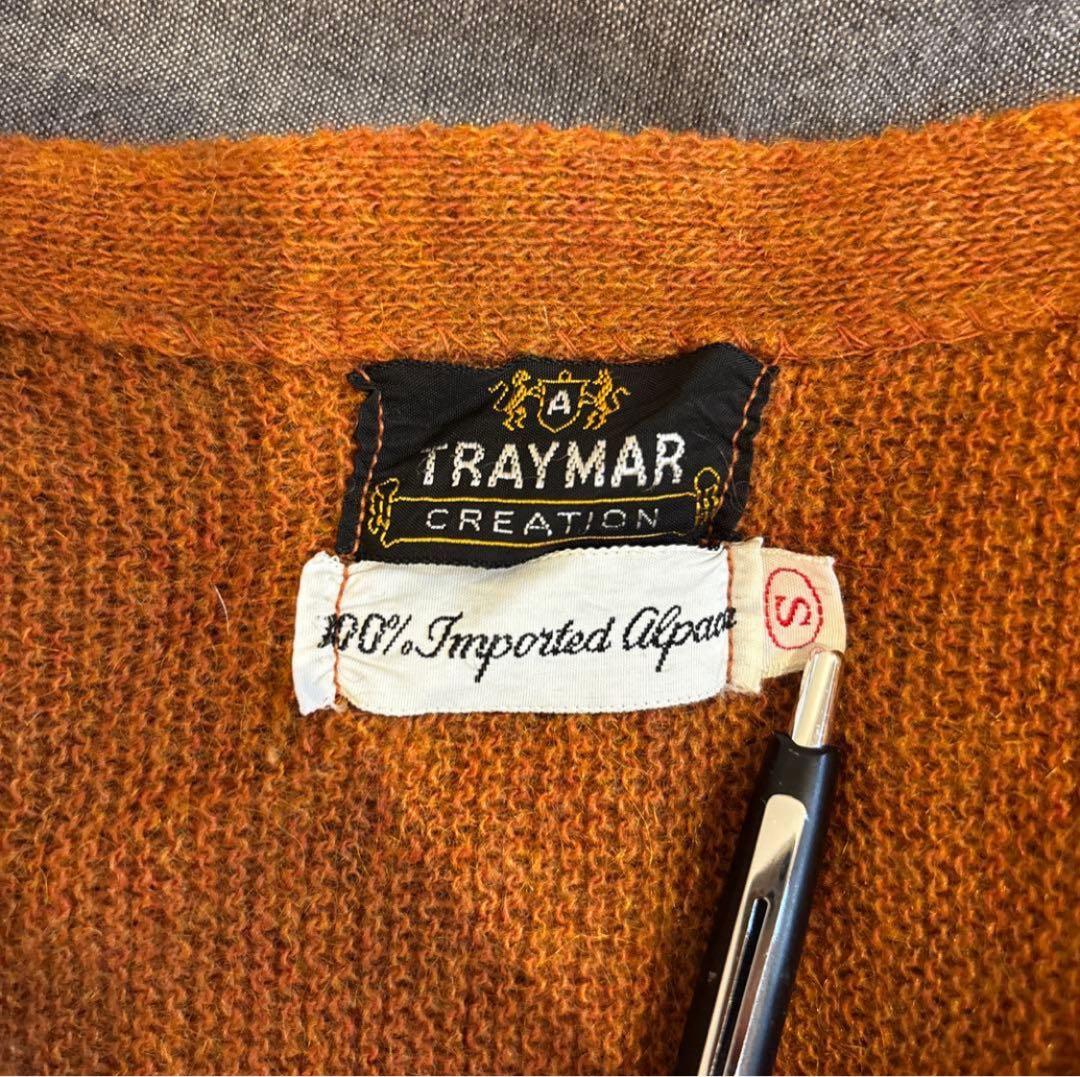 A
TRAYMAR
CREATION
100% Imported Alpaca
S